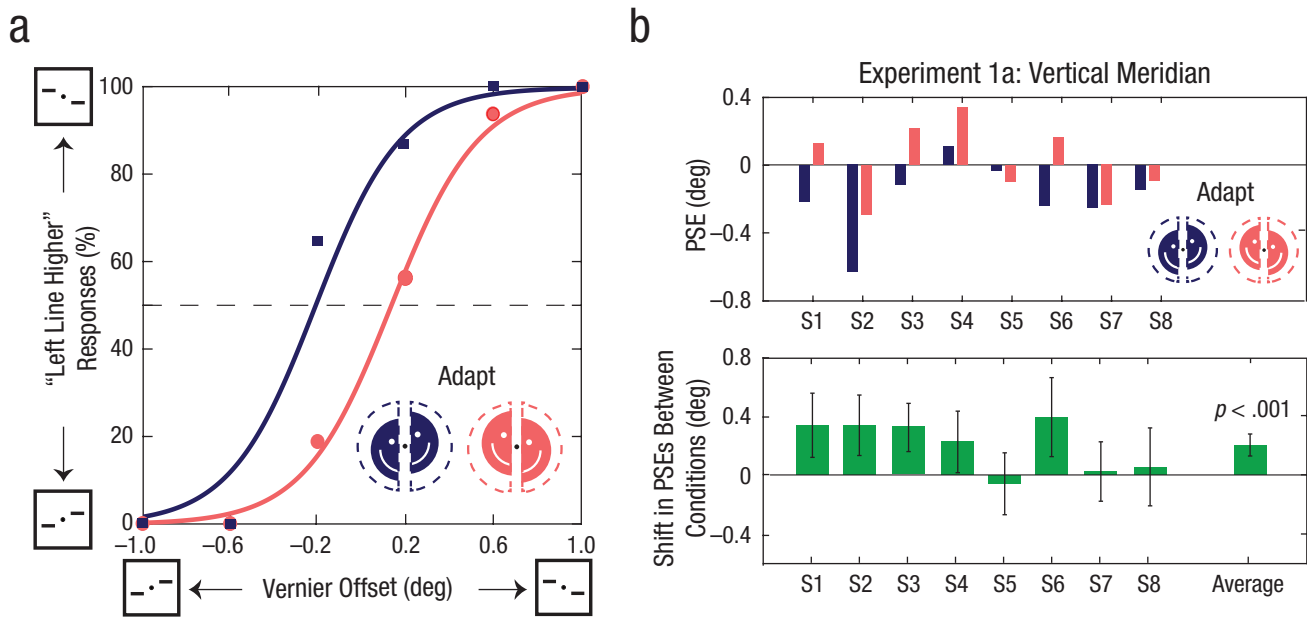 a
100
80
60
40
20
0
"Left Line Higher"
Responses (%)
Adapt
−1.0 −0.6 −0.2 0.2 0.6 1.0
Vernier Offset (deg)
b
Experiment 1a: Vertical Meridian
0.4
0
−0.4
−0.8
PSE (deg)
Adapt
S1 S2 S3 S4 S5 S6 S7 S8
0.8
0.4
0
−0.4
Shift in PSEs Between
Conditions (deg)
p < .001
S1 S2 S3 S4 S5 S6 S7 S8 Average